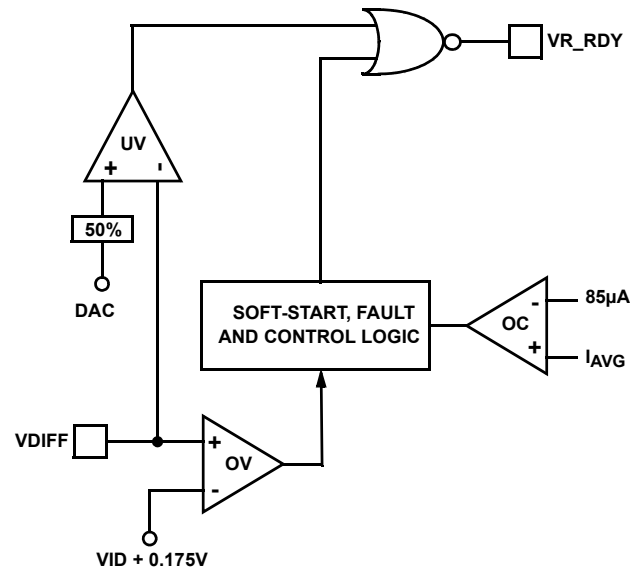 VR_RDY
UV
+ -
50%
DAC
SOFT-START, FAULT
AND CONTROL LOGIC
- 85µA
OC
+ IAVG
VDIFF
+
OV
-
VID + 0.175V